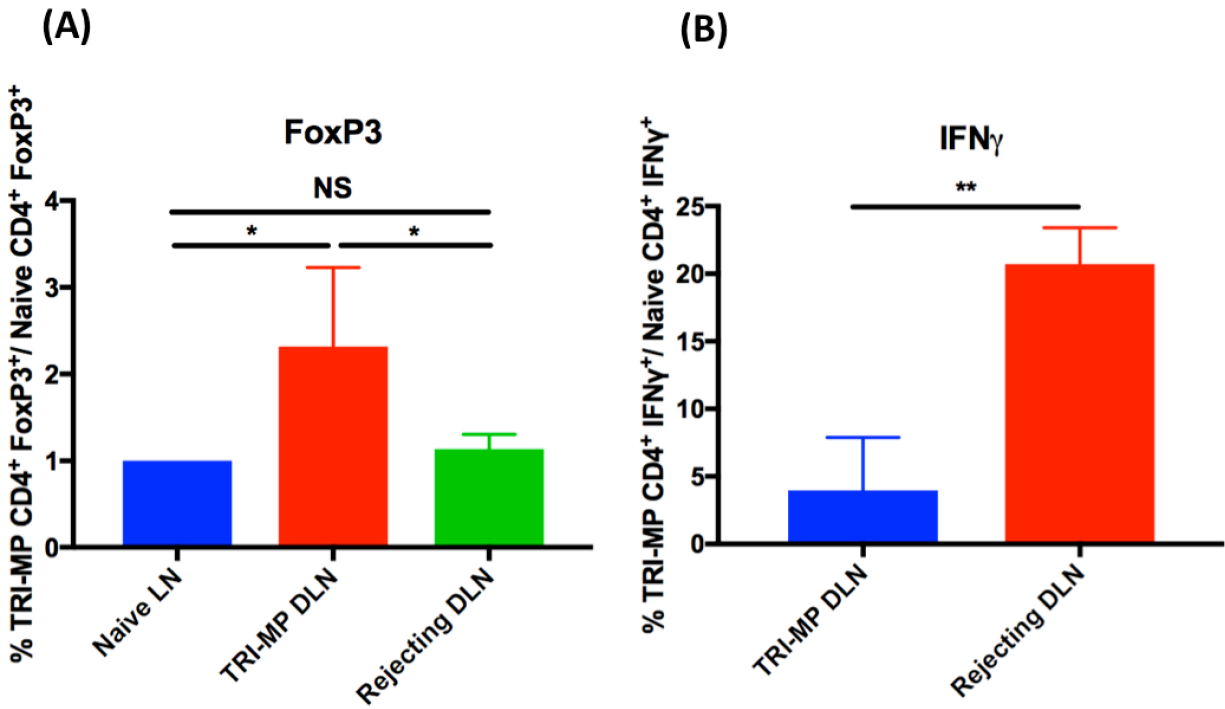 (A)
FoxP3
% TRI-MP CD4⁺ FoxP3⁺/ Naive CD4⁺ FoxP3⁺
NS
*
*
4
3
2
1
0
Naive LN
TRI-MP DLN
Rejecting DLN
(B)
IFNγ
% TRI-MP CD4⁺ IFNγ⁺/ Naive CD4⁺ IFNγ⁺
**
25
20
15
10
5
0
TRI-MP DLN
Rejecting DLN